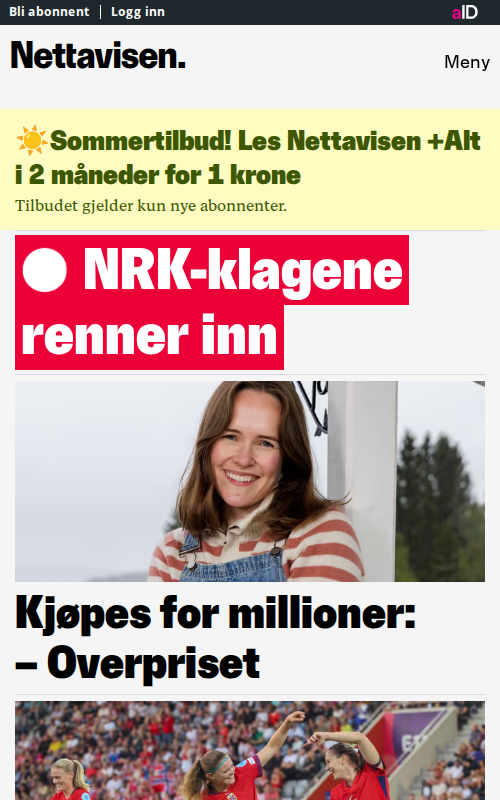 Bli abonnent
Logg inn
aID
Nettavisen.
Meny
☀️Sommertilbud! Les Nettavisen +Alt
i 2 måneder for 1 krone
Tilbudet gjelder kun nye abonnenter.
NRK-klagene
renner inn
Kjøpes for millioner:
– Overpriset